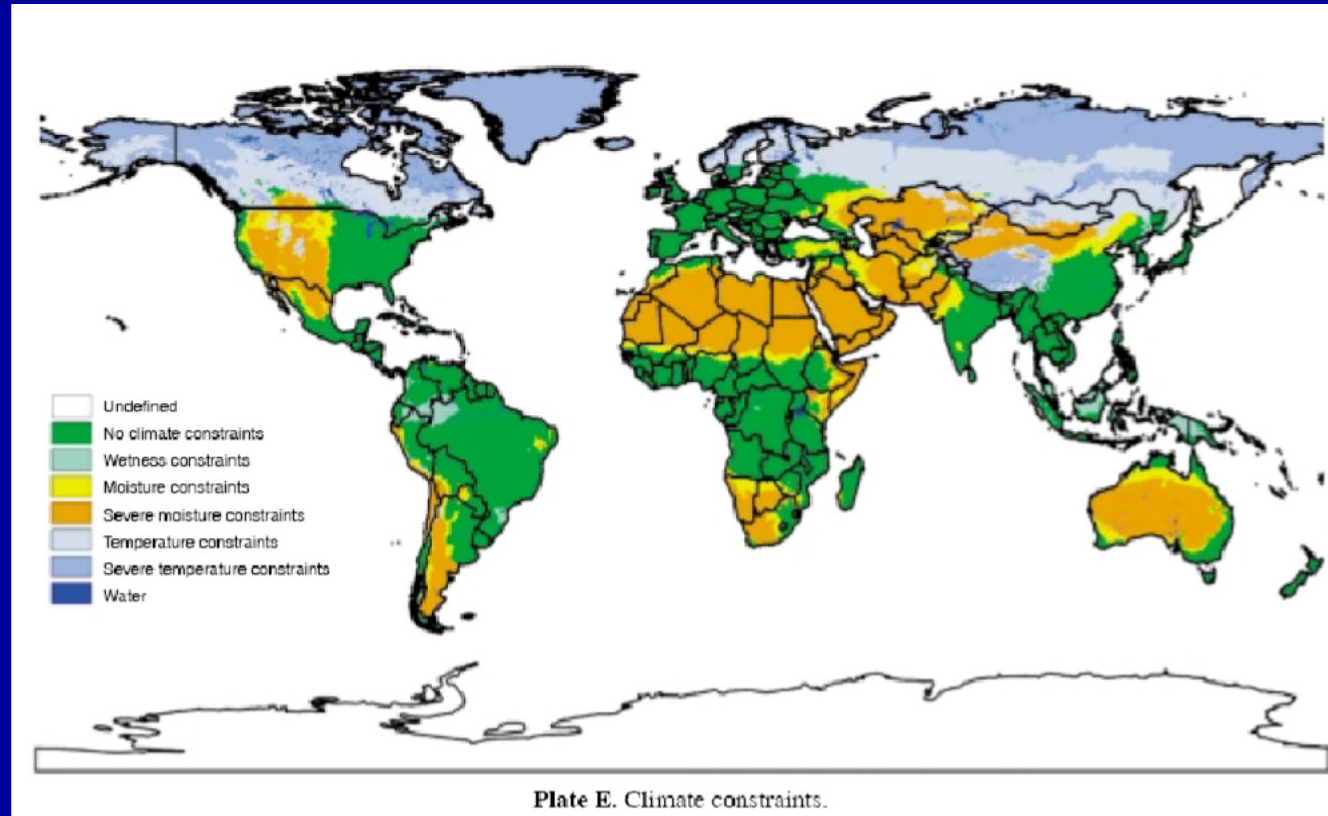 Undefined
No climate constraints
Wetness constraints
Moisture constraints
Severe moisture constraints
Temperature constraints
Severe temperature constraints
Water
Plate E. Climate constraints.